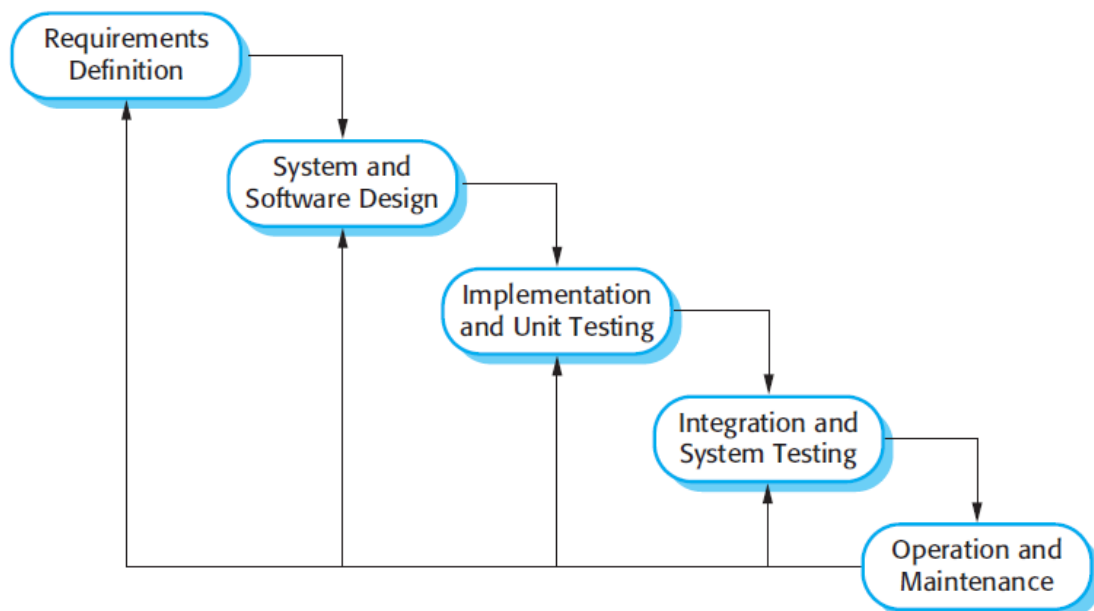 Requirements
Definition
System and
Software Design
Implementation
and Unit Testing
Integration and
System Testing
Operation and
Maintenance